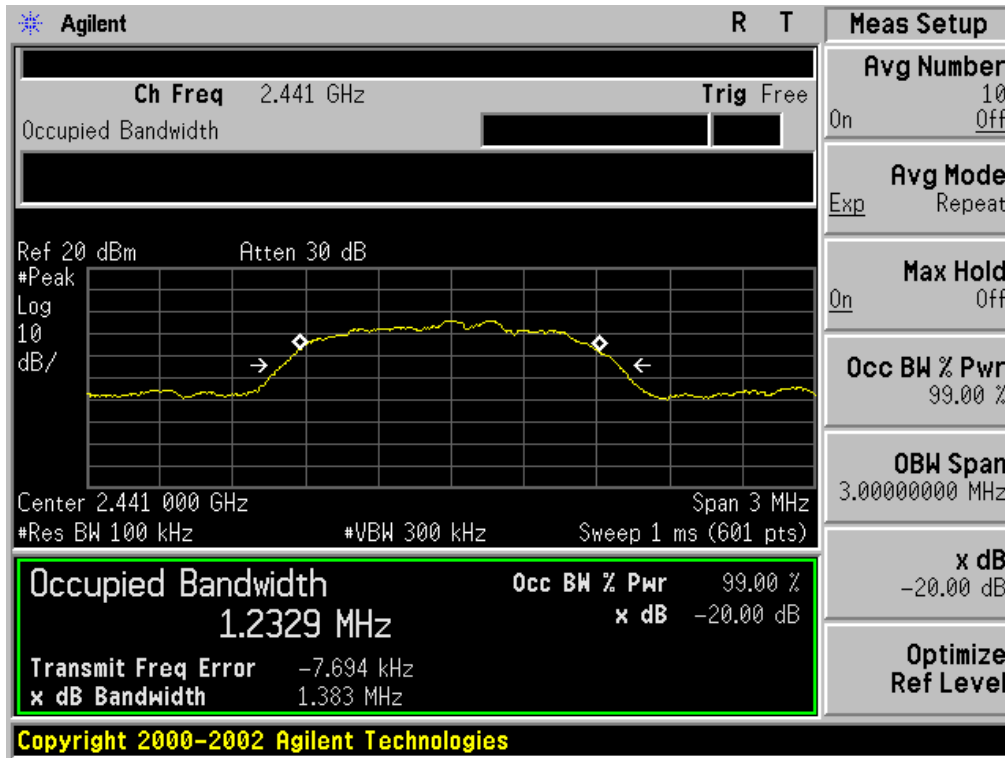 Agilent R T Meas Setup
Ch Freq 2.441 GHz Trig Free
Occupied Bandwidth
Ref 20 dBm Atten 30 dB
#Peak
Log
10
dB/
Center 2.441 000 GHz Span 3 MHz
#Res BW 100 kHz #VBW 300 kHz Sweep 1 ms (601 pts)
Occupied Bandwidth Occ BW % Pwr 99.00 %
1.2329 MHz x dB -20.00 dB
Transmit Freq Error -7.694 kHz
x dB Bandwidth 1.383 MHz
Copyright 2000-2002 Agilent Technologies
Avg Number
10
On Off
Avg Mode
Exp Repeat
Max Hold
On Off
Occ BW % Pwr
99.00 %
OBW Span
3.00000000 MHz
x dB
-20.00 dB
Optimize
Ref Level